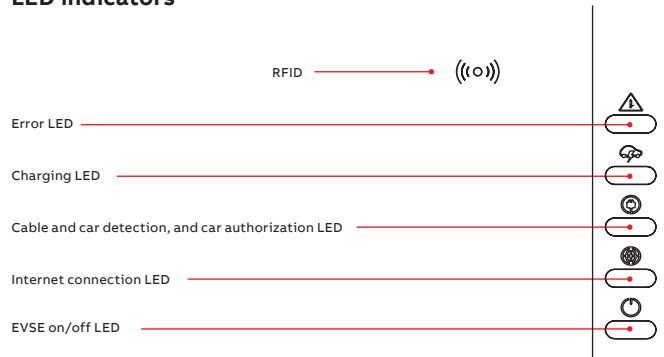 LED indicators
RFID
Error LED
Charging LED
Cable and car detection, and car authorization LED
Internet connection LED
EVSE on/off LED